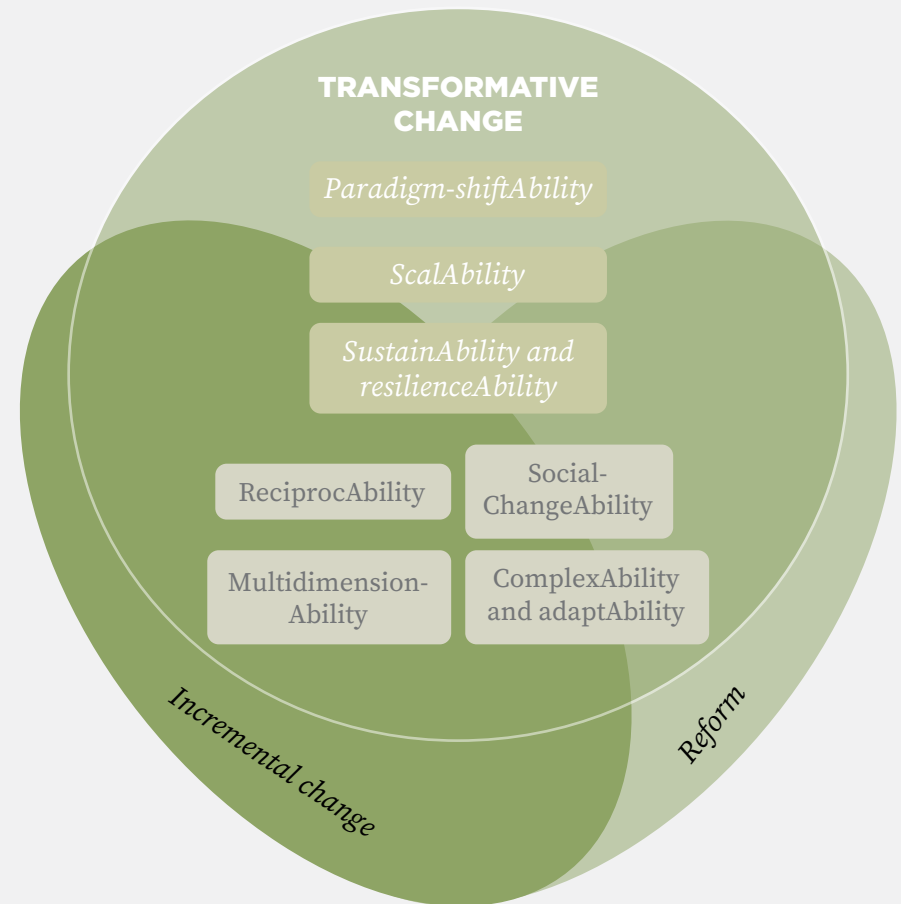 TRANSFORMATIVE
CHANGE
Paradigm-shiftAbility
ScalAbility
SustainAbility and
resilienceAbility
ReciprocAbility
Social-
ChangeAbility
Multidimension-
Ability
ComplexAbility
and adaptAbility
Incremental change
Reform